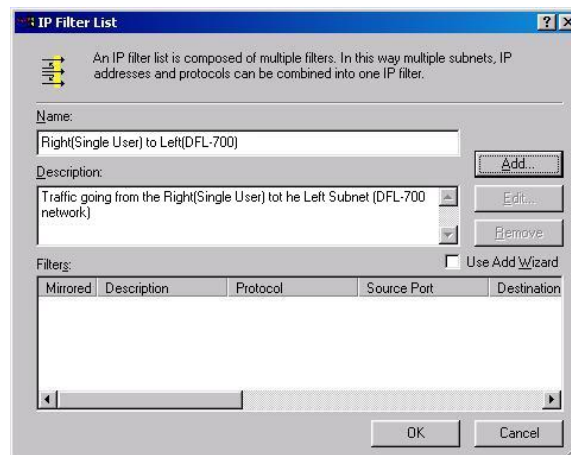 IP Filter List
An IP filter list is composed of multiple filters. In this way multiple subnets, IP
addresses and protocols can be combined into one IP filter.
Name:
Right(Single User) to Left(DFL-700)
Add...
Description:
Traffic going from the Right(Single User) tot he Left Subnet (DFL-700
network)
Edit...
Remove
Filters:
Use Add Wizard
Mirrored Description Protocol Source Port Destination
OK Cancel